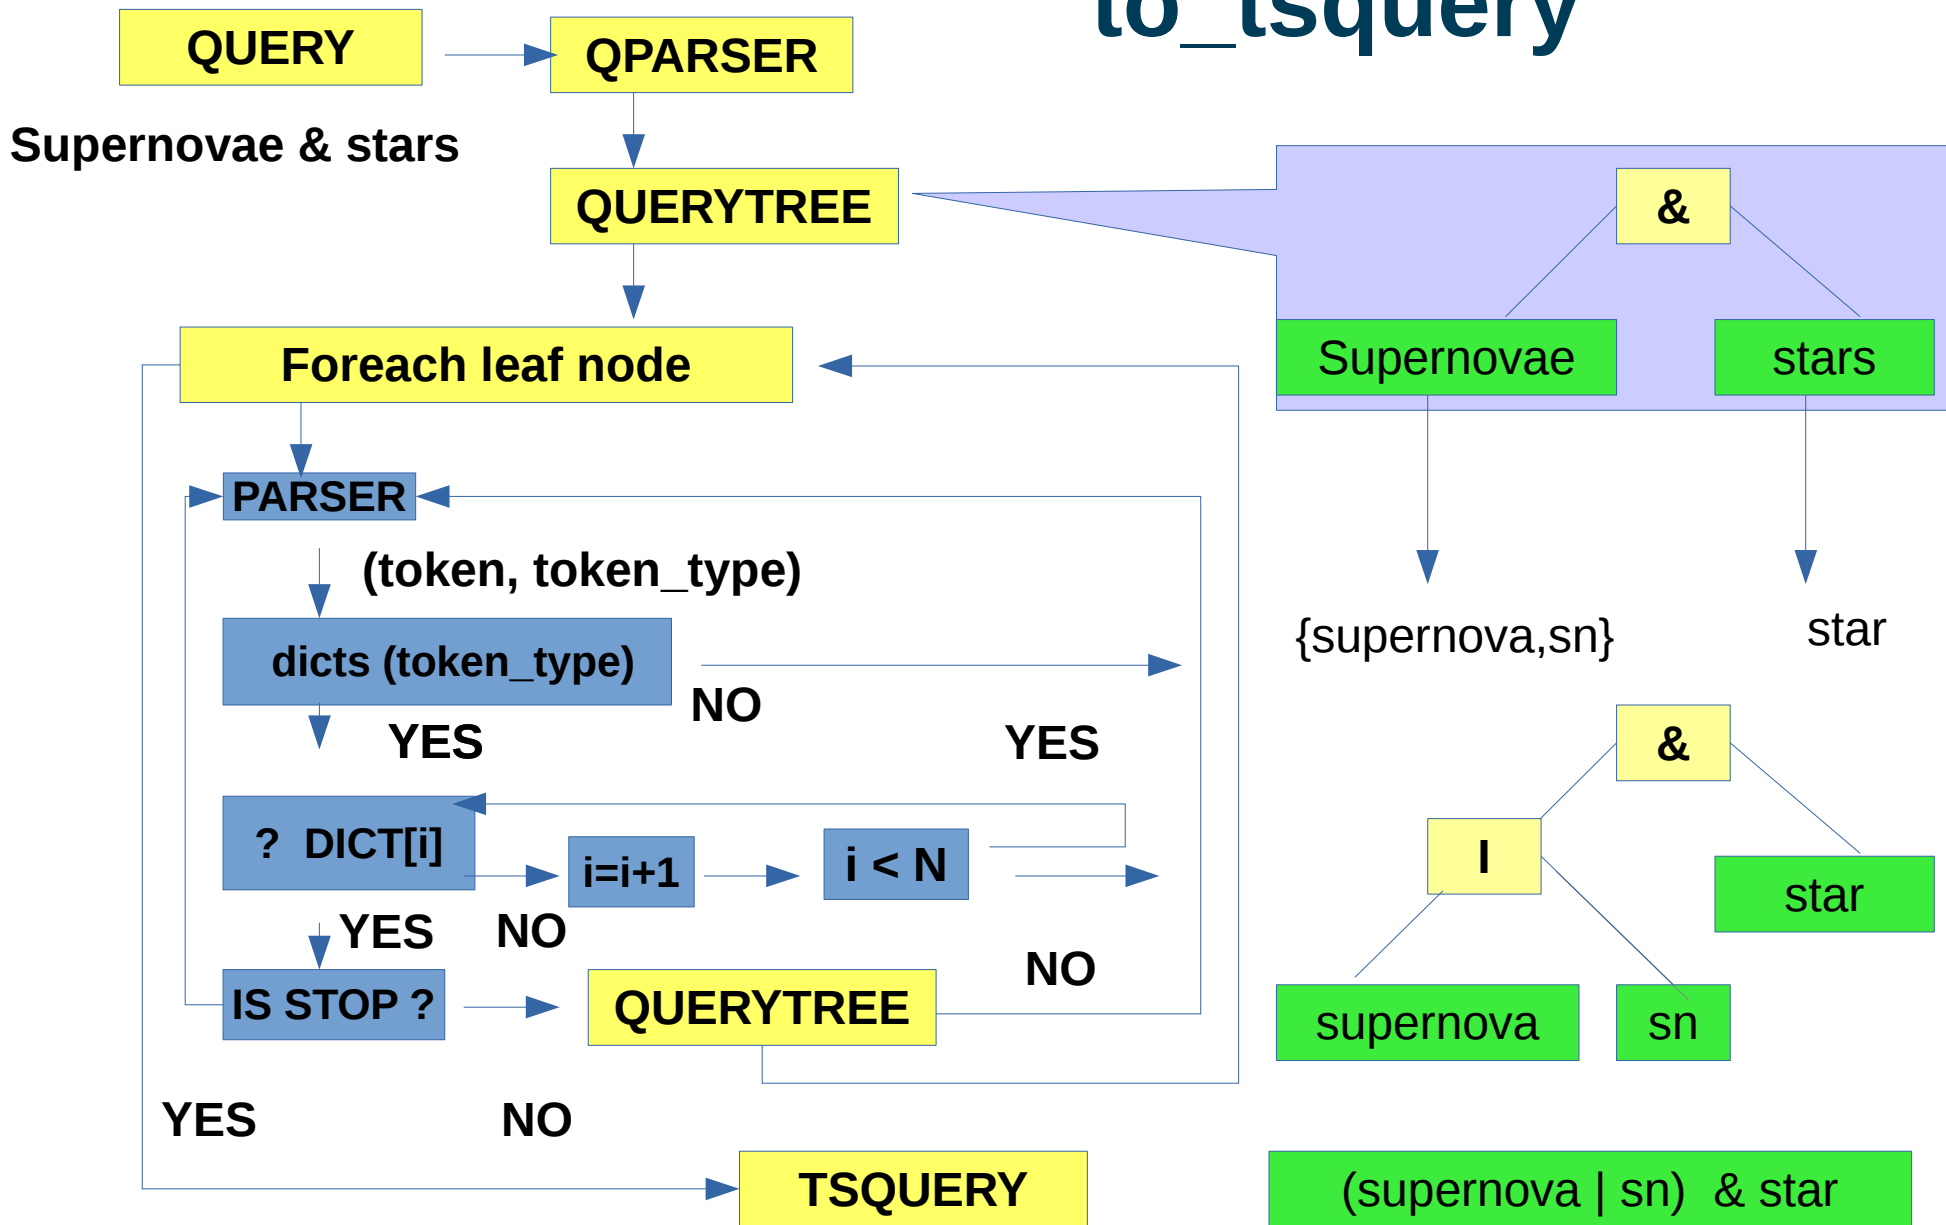 to_tsquery
QUERY
QPARSER
Supernovae & stars
QUERYTREE
&
Supernovae
stars
Foreach leaf node
PARSER
(token, token_type)
dicts (token_type)
NO
YES
YES
{supernova,sn}
star
&
? DICT[i]
i=i+1
i < N
I
star
YES
NO
NO
IS STOP ?
QUERYTREE
supernova
sn
YES
NO
TSQUERY
(supernova | sn) & star